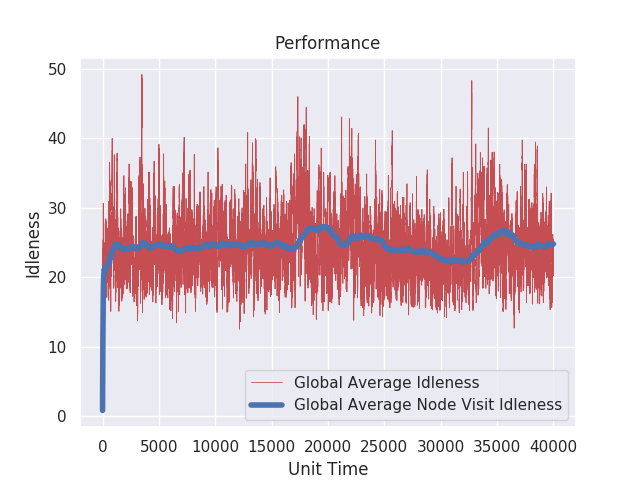 Performance
50
40
30
20
10
0
Idleness
Global Average Idleness
Global Average Node Visit Idleness
0 5000 10000 15000 20000 25000 30000 35000 40000
Unit Time